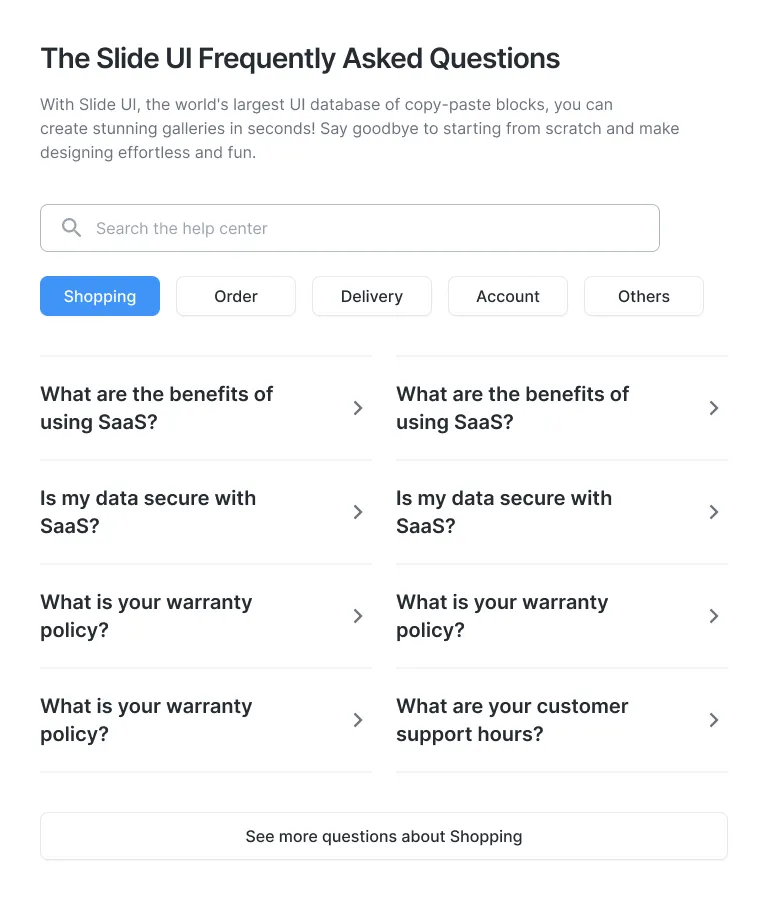 The Slide UI Frequently Asked Questions
With Slide UI, the world's largest UI database of copy-paste blocks, you can
create stunning galleries in seconds! Say goodbye to starting from scratch and make
designing effortless and fun.
Search the help center
Shopping
Order
Delivery
Account
Others
What are the benefits of
using SaaS?
What are the benefits of
using SaaS?
Is my data secure with
SaaS?
Is my data secure with
SaaS?
What is your warranty
policy?
What is your warranty
policy?
What is your warranty
policy?
What are your customer
support hours?
See more questions about Shopping